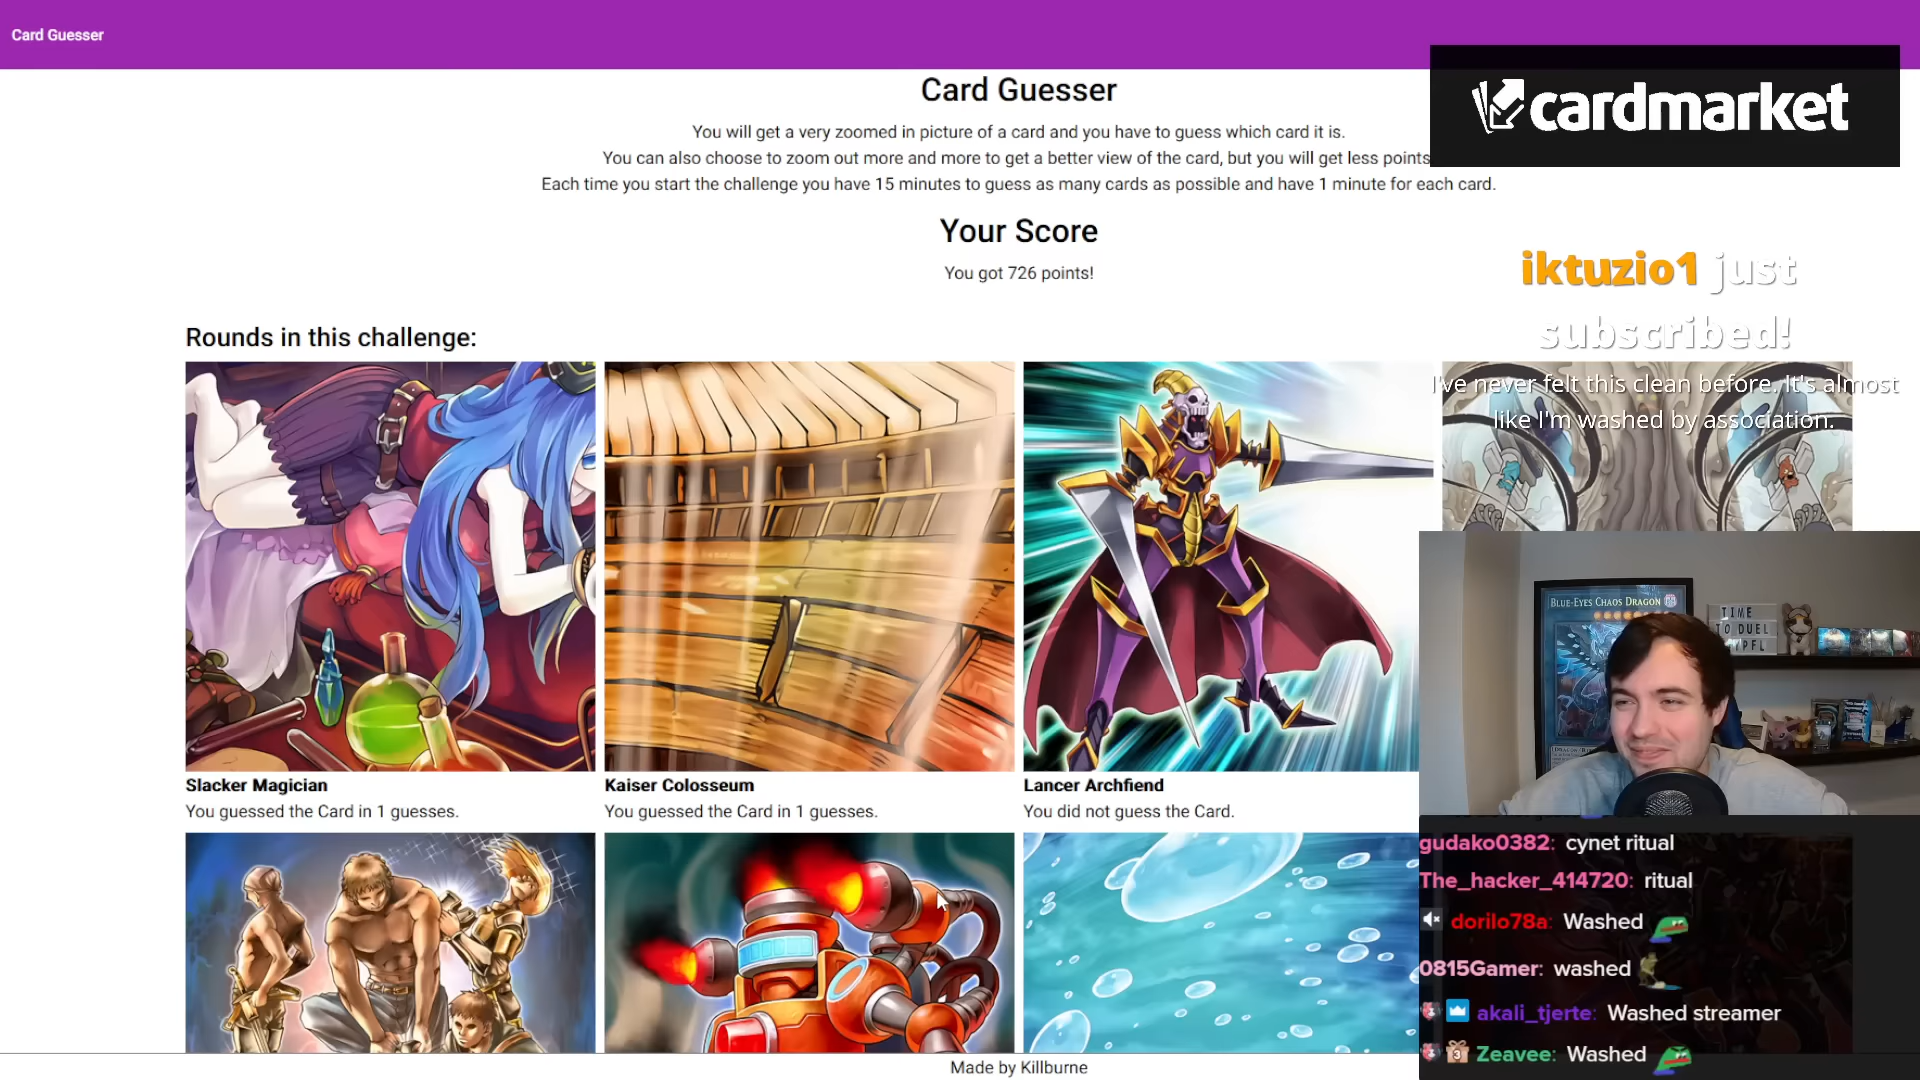 Card Guesser
cardmarket
Card Guesser
You will get a very zoomed in picture of a card and you have to guess which card it is.
You can also choose to zoom out more and more to get a better view of the card, but you will get less points
Each time you start the challenge you have 15 minutes to guess as many cards as possible and have 1 minute for each card.
Your Score
You got 726 points!
iktuzio1 just
subscribed!
I've never felt this clean before. It's almost
like I'm washed by association.
Rounds in this challenge:
Slacker Magician
You guessed the Card in 1 guesses.
Kaiser Colosseum
You guessed the Card in 1 guesses.
Lancer Archfiend
You did not guess the Card.
BLUE-EYES CHAOS DRAGON
TIME
TO DUEL
gudako0382: cynet ritual
The_hacker_414720: ritual
dorilo78a: Washed
0815Gamer: washed
akali_tjerte: Washed streamer
3 Zeavee: Washed
Made by Killburne